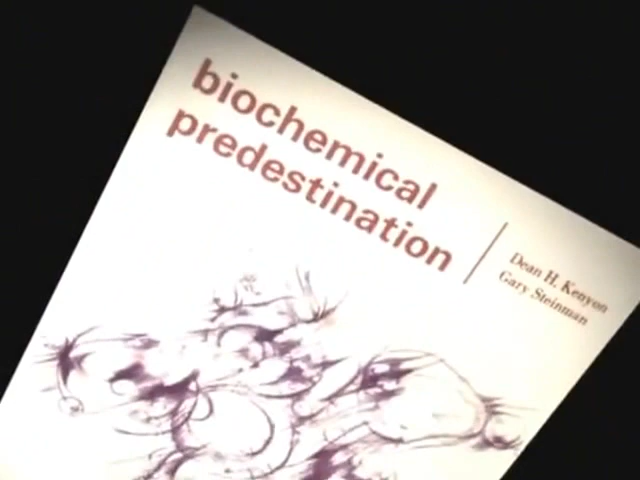 biochemical
predestination
Dean H. Kenyon
Gary Steinman